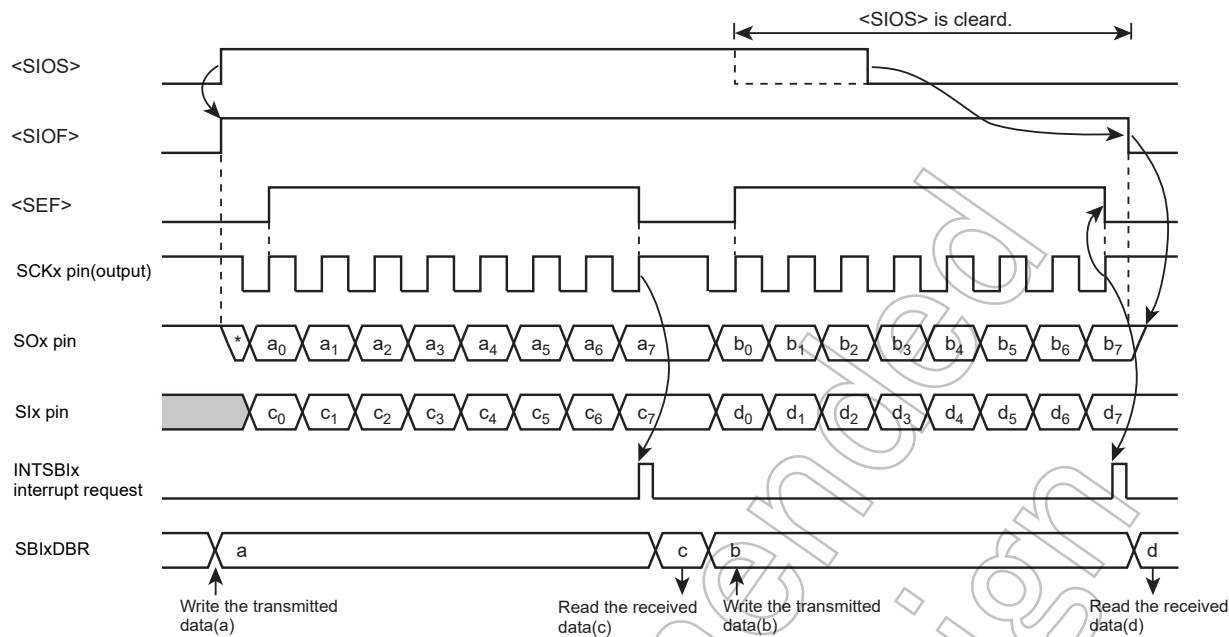 <SIOS> is cleard.
<SIOS>
<SIOF>
<SEF>
SCKx pin(output)
SOx pin
* a0 a1 a2 a3 a4 a5 a6 a7 b0 b1 b2 b3 b4 b5 b6 b7
SIx pin
c0 c1 c2 c3 c4 c5 c6 c7 d0 d1 d2 d3 d4 d5 d6 d7
INTSBIx
interrupt request
SBIxDBR
a c b d
Write the transmitted
data(a)
Read the received
data(c)
Write the transmitted
data(b)
Read the received
data(d)